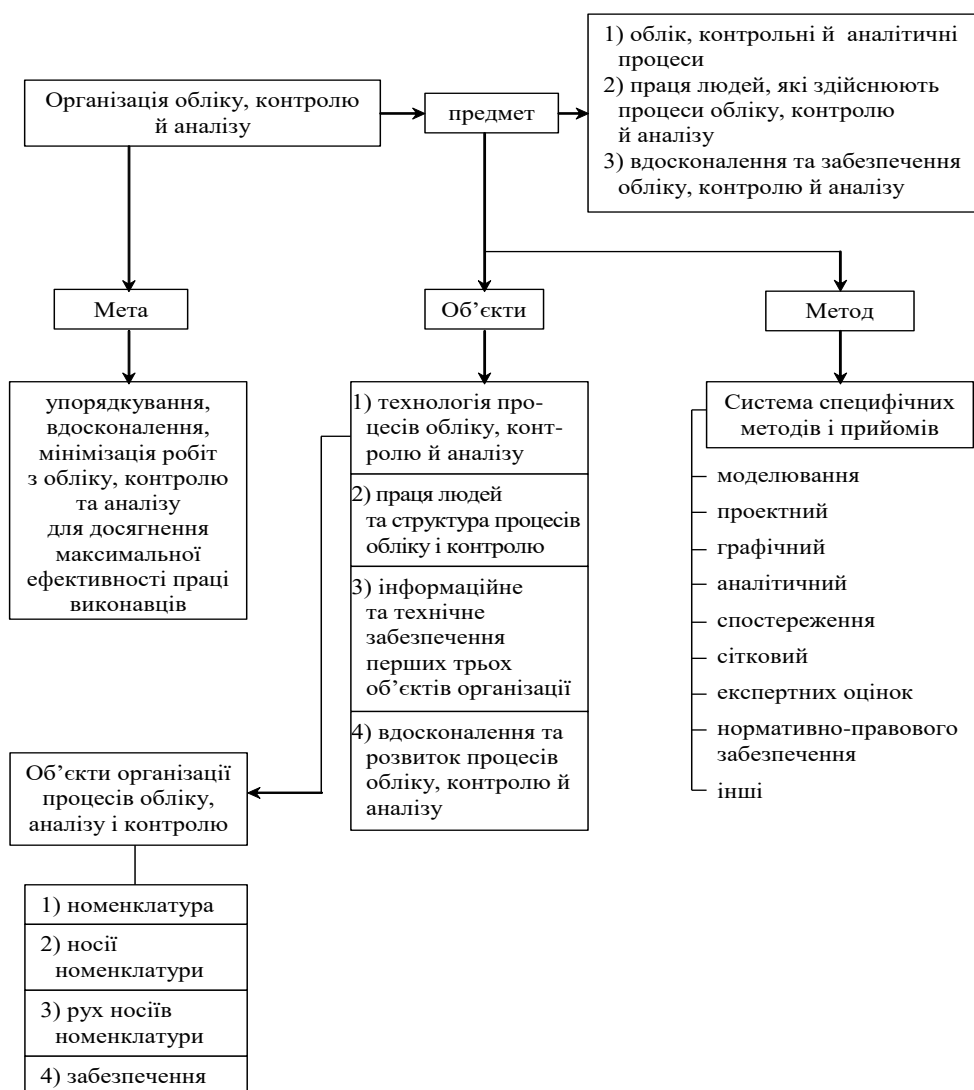 Організація обліку, контролю
й аналізу
предмет
1) облік, контрольні й аналітичні
процеси
2) праця людей, які здійснюють
процеси обліку, контролю
й аналізу
3) вдосконалення та забезпечення
обліку, контролю й аналізу
Мета
Об’єкти
Метод
упорядкування,
вдосконалення,
мінімізація робіт
з обліку, контролю
та аналізу
для досягнення
максимальної
ефективності праці
виконавців
1) технологія про-
цесів обліку, конт-
ролю й аналізу
2) праця людей
та структура процесів
обліку і контролю
3) інформаційне
та технічне
забезпечення
перших трьох
об’єктів організації
4) вдосконалення та
розвиток процесів
обліку, контролю й
аналізу
Система специфічних
методів і прийомів
моделювання
проектний
графічний
аналітичний
спостереження
сітковий
експертних оцінок
нормативно-правового
забезпечення
інші
Об’єкти організації
процесів обліку,
аналізу і контролю
1) номенклатура
2) носії
номенклатури
3) рух носіїв
номенклатури
4) забезпечення